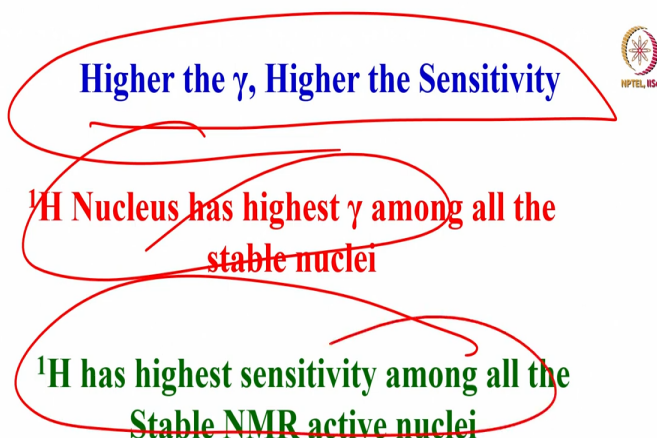 Higher the γ, Higher the Sensitivity
NPTEL, IISc
¹H Nucleus has highest γ among all the
stable nuclei
¹H has highest sensitivity among all the
Stable NMR active nuclei